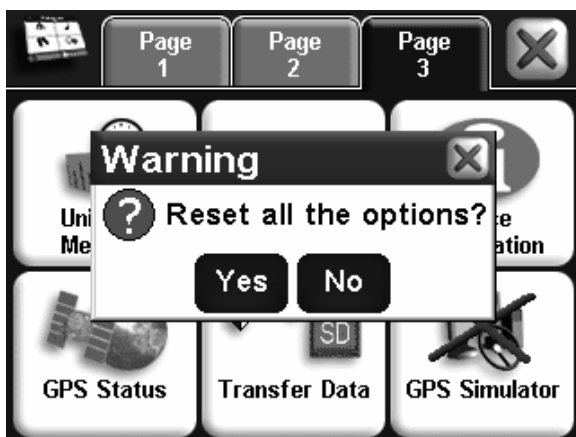 Page
1
Page
2
Page
3
Warning
Reset all the options?
Yes
No
SD
GPS Status
Transfer Data
GPS Simulator